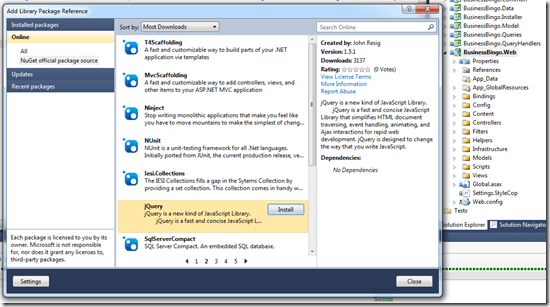 Add Library Package Reference
Installed packages
Online
All
NuGet official package source
Updates
Recent packages
Each package is licensed to you by its
owner. Microsoft is not responsible
for, nor does it grant any licenses to,
third-party packages.
Settings
Sort by: Most Downloads
T4Scaffolding
A fast and customizable way to build parts of your .NET
application via templates
MvcScaffolding
A fast and customizable way to add controllers, views, and
other items to your ASP.NET MVC application
Ninject
Stop writing monolithic applications that make you feel like
you have to move mountains to make the simplest of chang...
NUnit
NUnit is a unit-testing framework for all .Net languages.
Initially ported from JUnit, the current production release, ve...
Iesi.Collections
The IESI Collections fills a gap in the Sytems Collection by
providing a set collection. This collection comes in handy w...
jQuery
jQuery is a new kind of JavaScript Library.
jQuery is a fast and concise JavaScript L...
Install
SqlServerCompact
SQL Server Compact. An embedded SQL database.
1 2 3 4 5
Search Online
Created by: John Resig
Version: 1.5.1
Downloads: 3137
Rating: (0 Votes)
View License Terms
More Information
Report Abuse
jQuery is a new kind of JavaScript Library.
jQuery is a fast and concise JavaScript
Library that simplifies HTML document
traversing, event handling, animating, and
Ajax interactions for rapid web
development. jQuery is designed to change
the way that you write JavaScript.
Dependencies:
No Dependencies
Close
BusinessBingo.Data
BusinessBingo.Data.Installer
BusinessBingo.Model
BusinessBingo.Queries
BusinessBingo.QueryHandlers
BusinessBingo.Web
Properties
References
App_Data
App_GlobalResources
Bindings
Config
Content
Controllers
Filters
Helpers
Infrastructure
Models
Scripts
Views
Global.asax
Settings.StyleCop
Web.config
Tests
Solution Explorer
Solution Navigator
Success